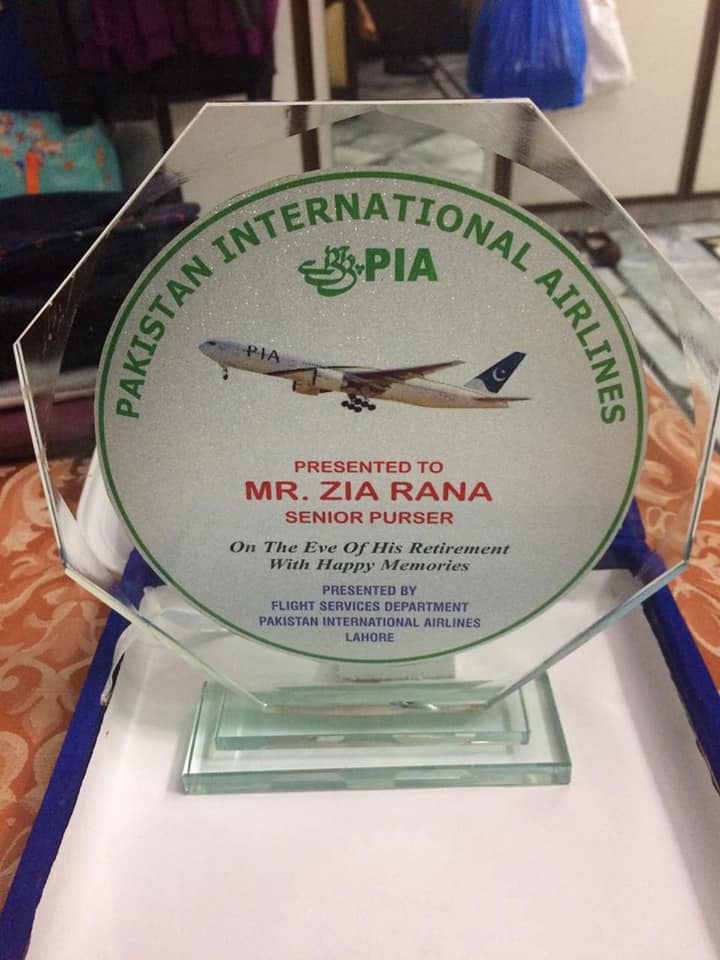 PAKISTAN INTERNATIONAL AIRLINES
PIA
PIA
PRESENTED TO
MR. ZIA RANA
SENIOR PURSER
On The Eve Of His Retirement
With Happy Memories
PRESENTED BY
FLIGHT SERVICES DEPARTMENT
PAKISTAN INTERNATIONAL AIRLINES
LAHORE